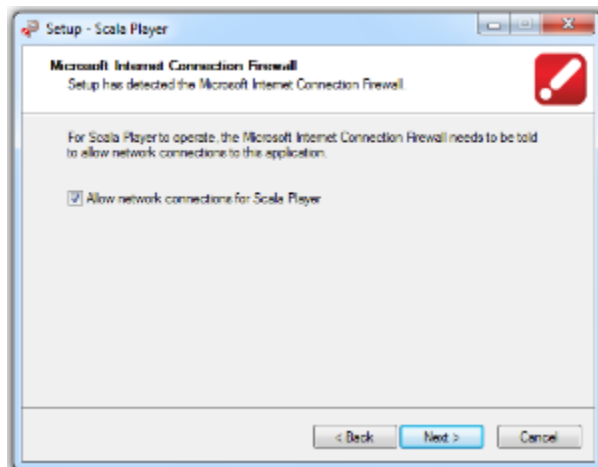 Setup - Scala Player
Microsoft Internet Connection Firewall
Setup has detected the Microsoft Internet Connection Firewall.
For Scala Player to operate, the Microsoft Internet Connection Firewall needs to be told
to allow network connections to this application.
Allow network connections for Scala Player
< Back Next > Cancel